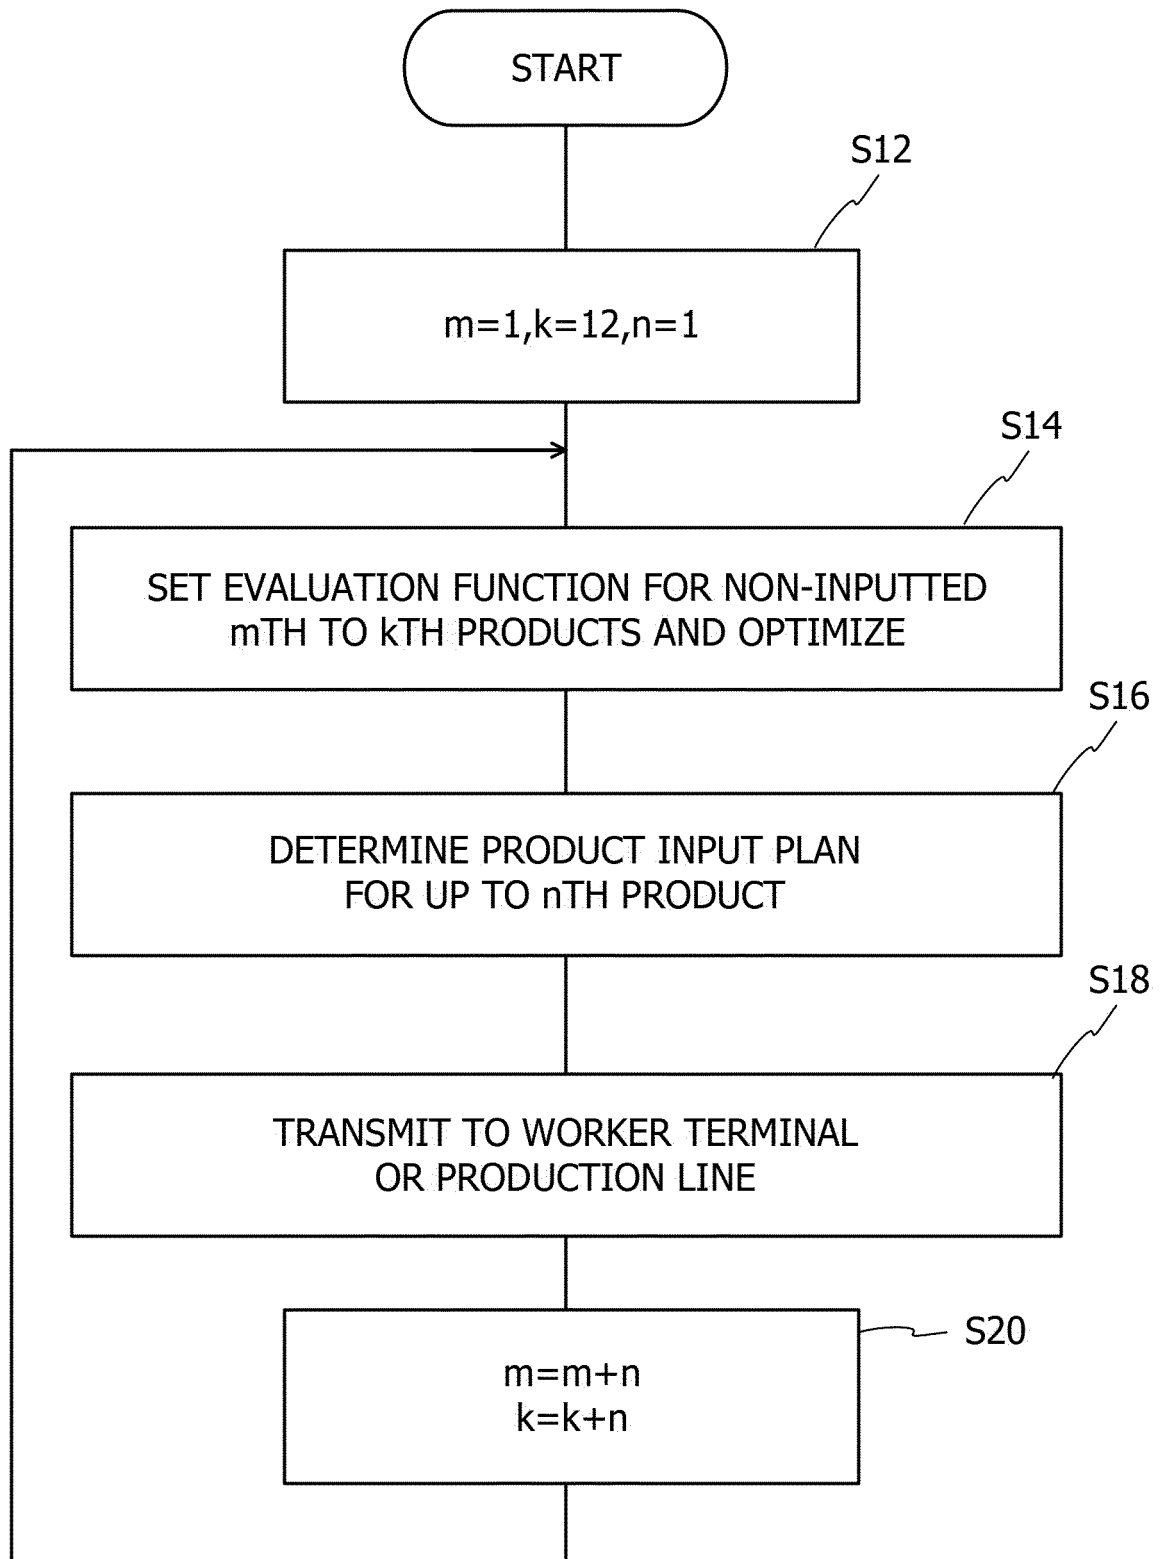 START
S12
m=1,k=12,n=1
S14
SET EVALUATION FUNCTION FOR NON-INPUTTED
mTH TO kTH PRODUCTS AND OPTIMIZE
S16
DETERMINE PRODUCT INPUT PLAN
FOR UP TO nTH PRODUCT
S18
TRANSMIT TO WORKER TERMINAL
OR PRODUCTION LINE
S20
m=m+n
k=k+n